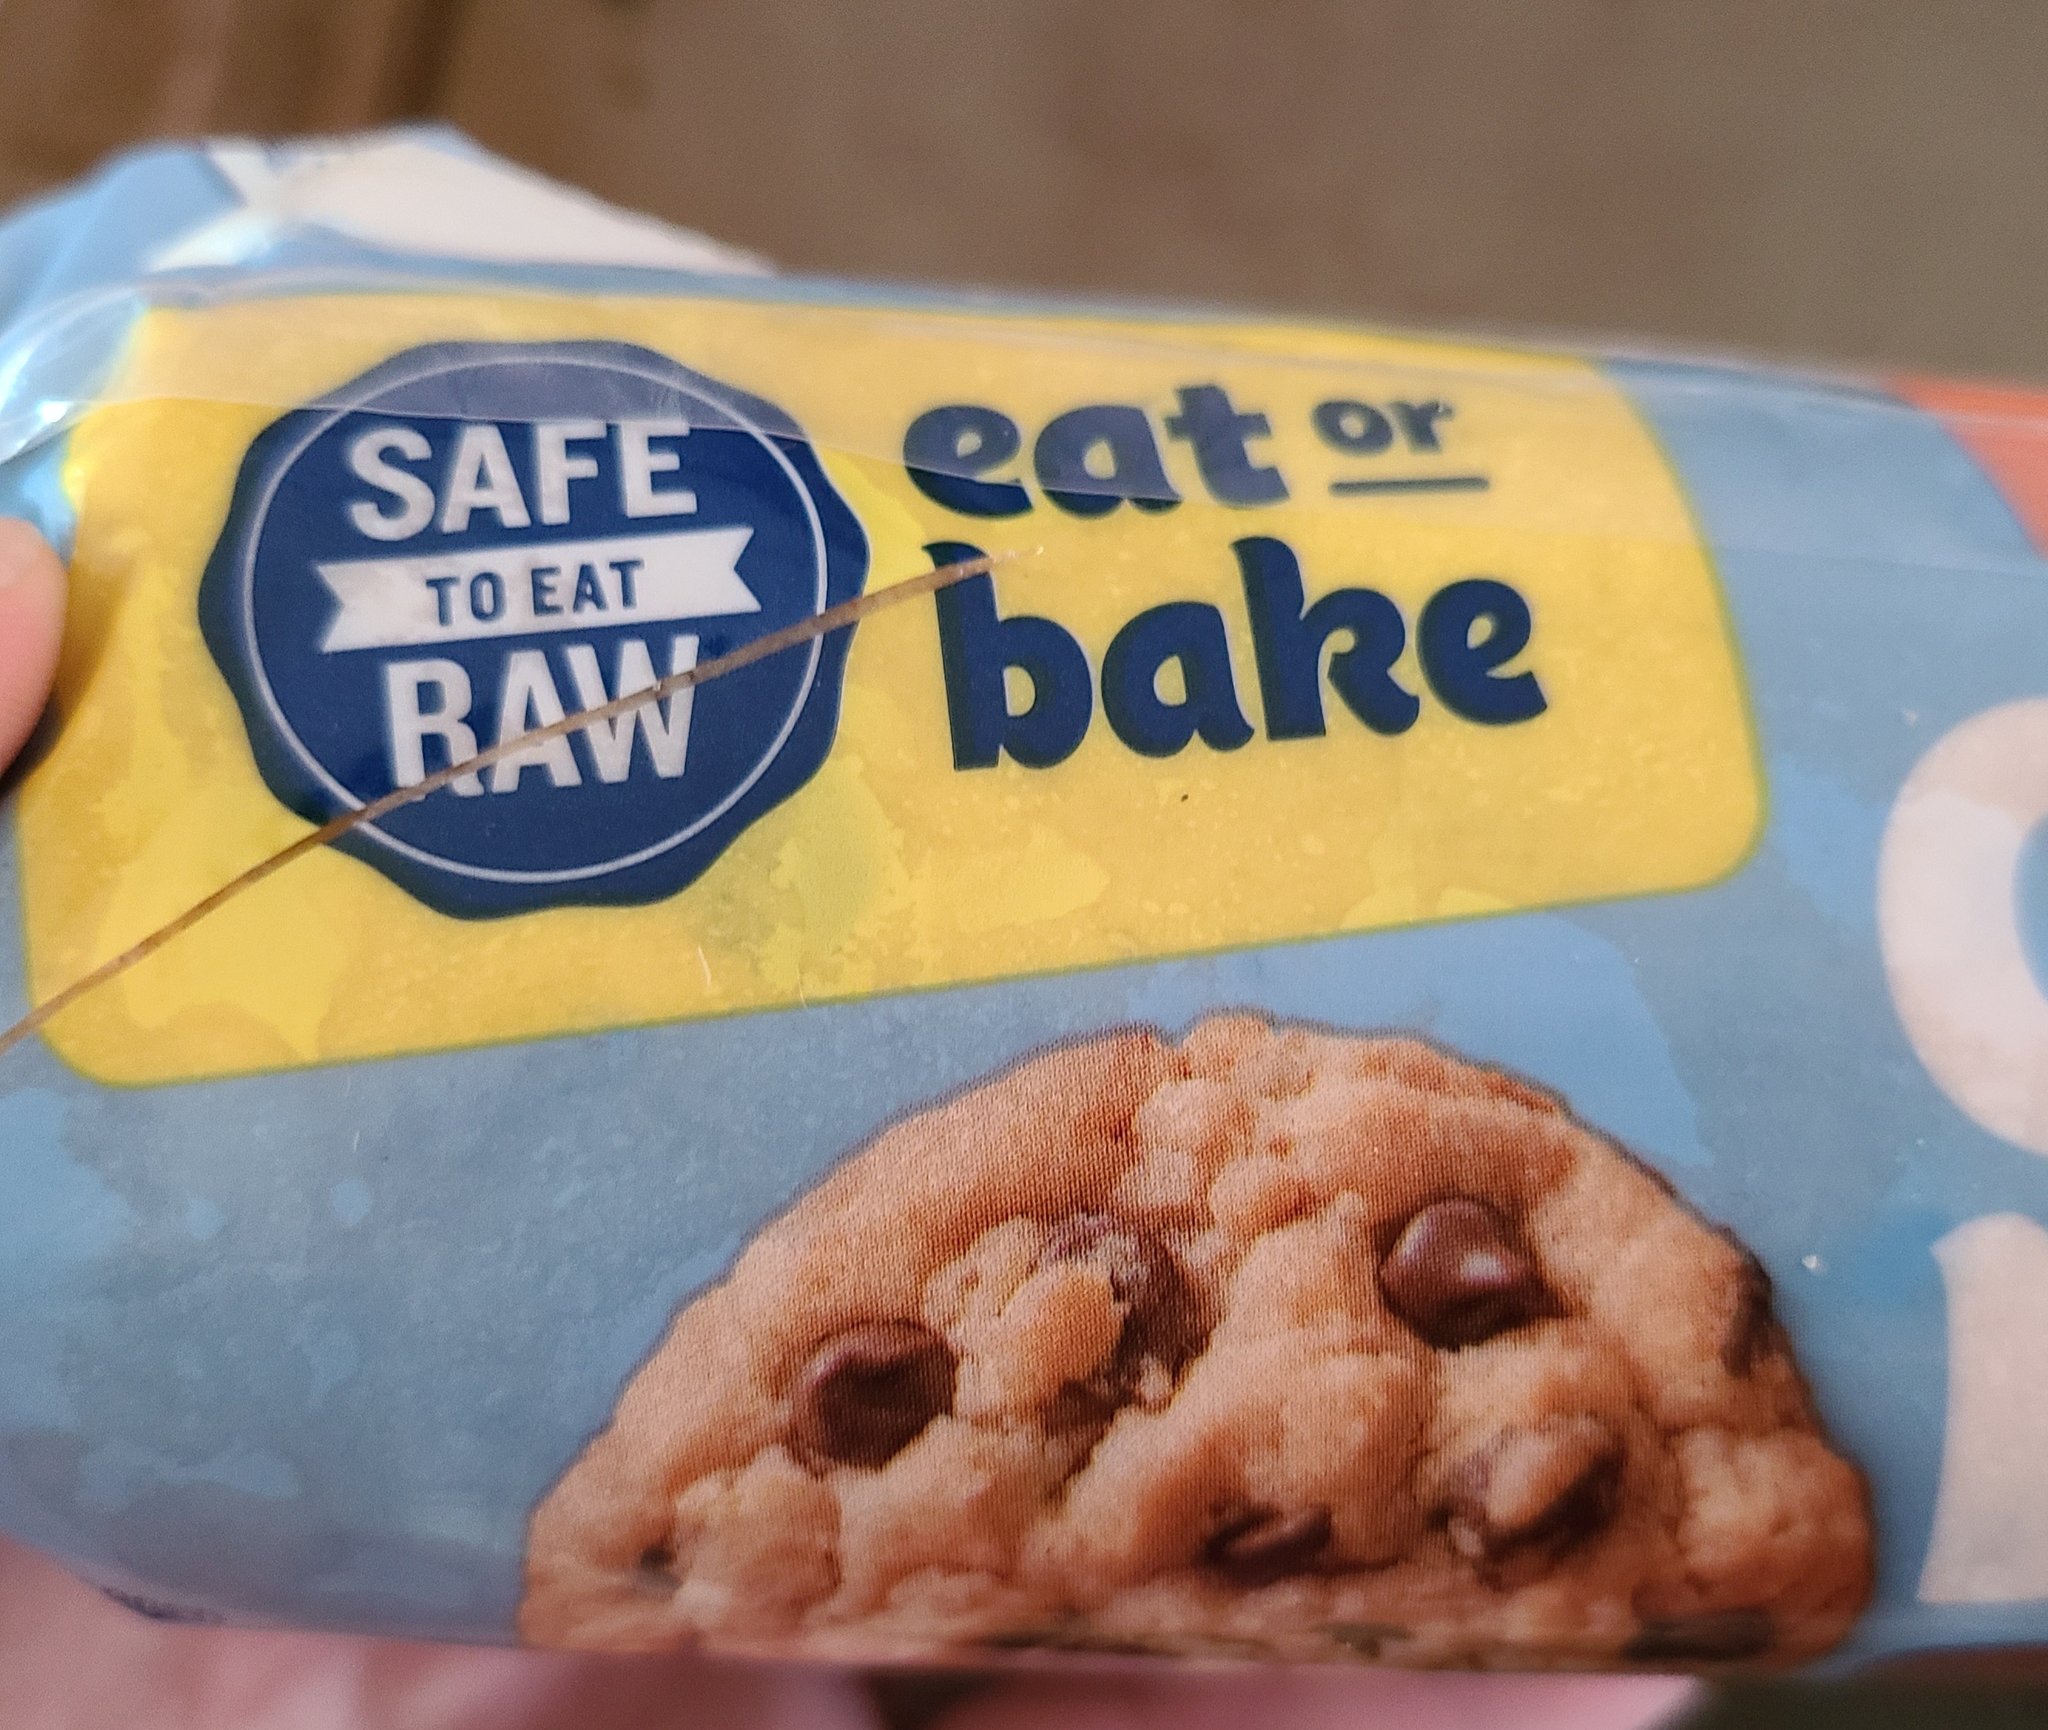 SAFE
TO EAT
RAW
eat or
bake